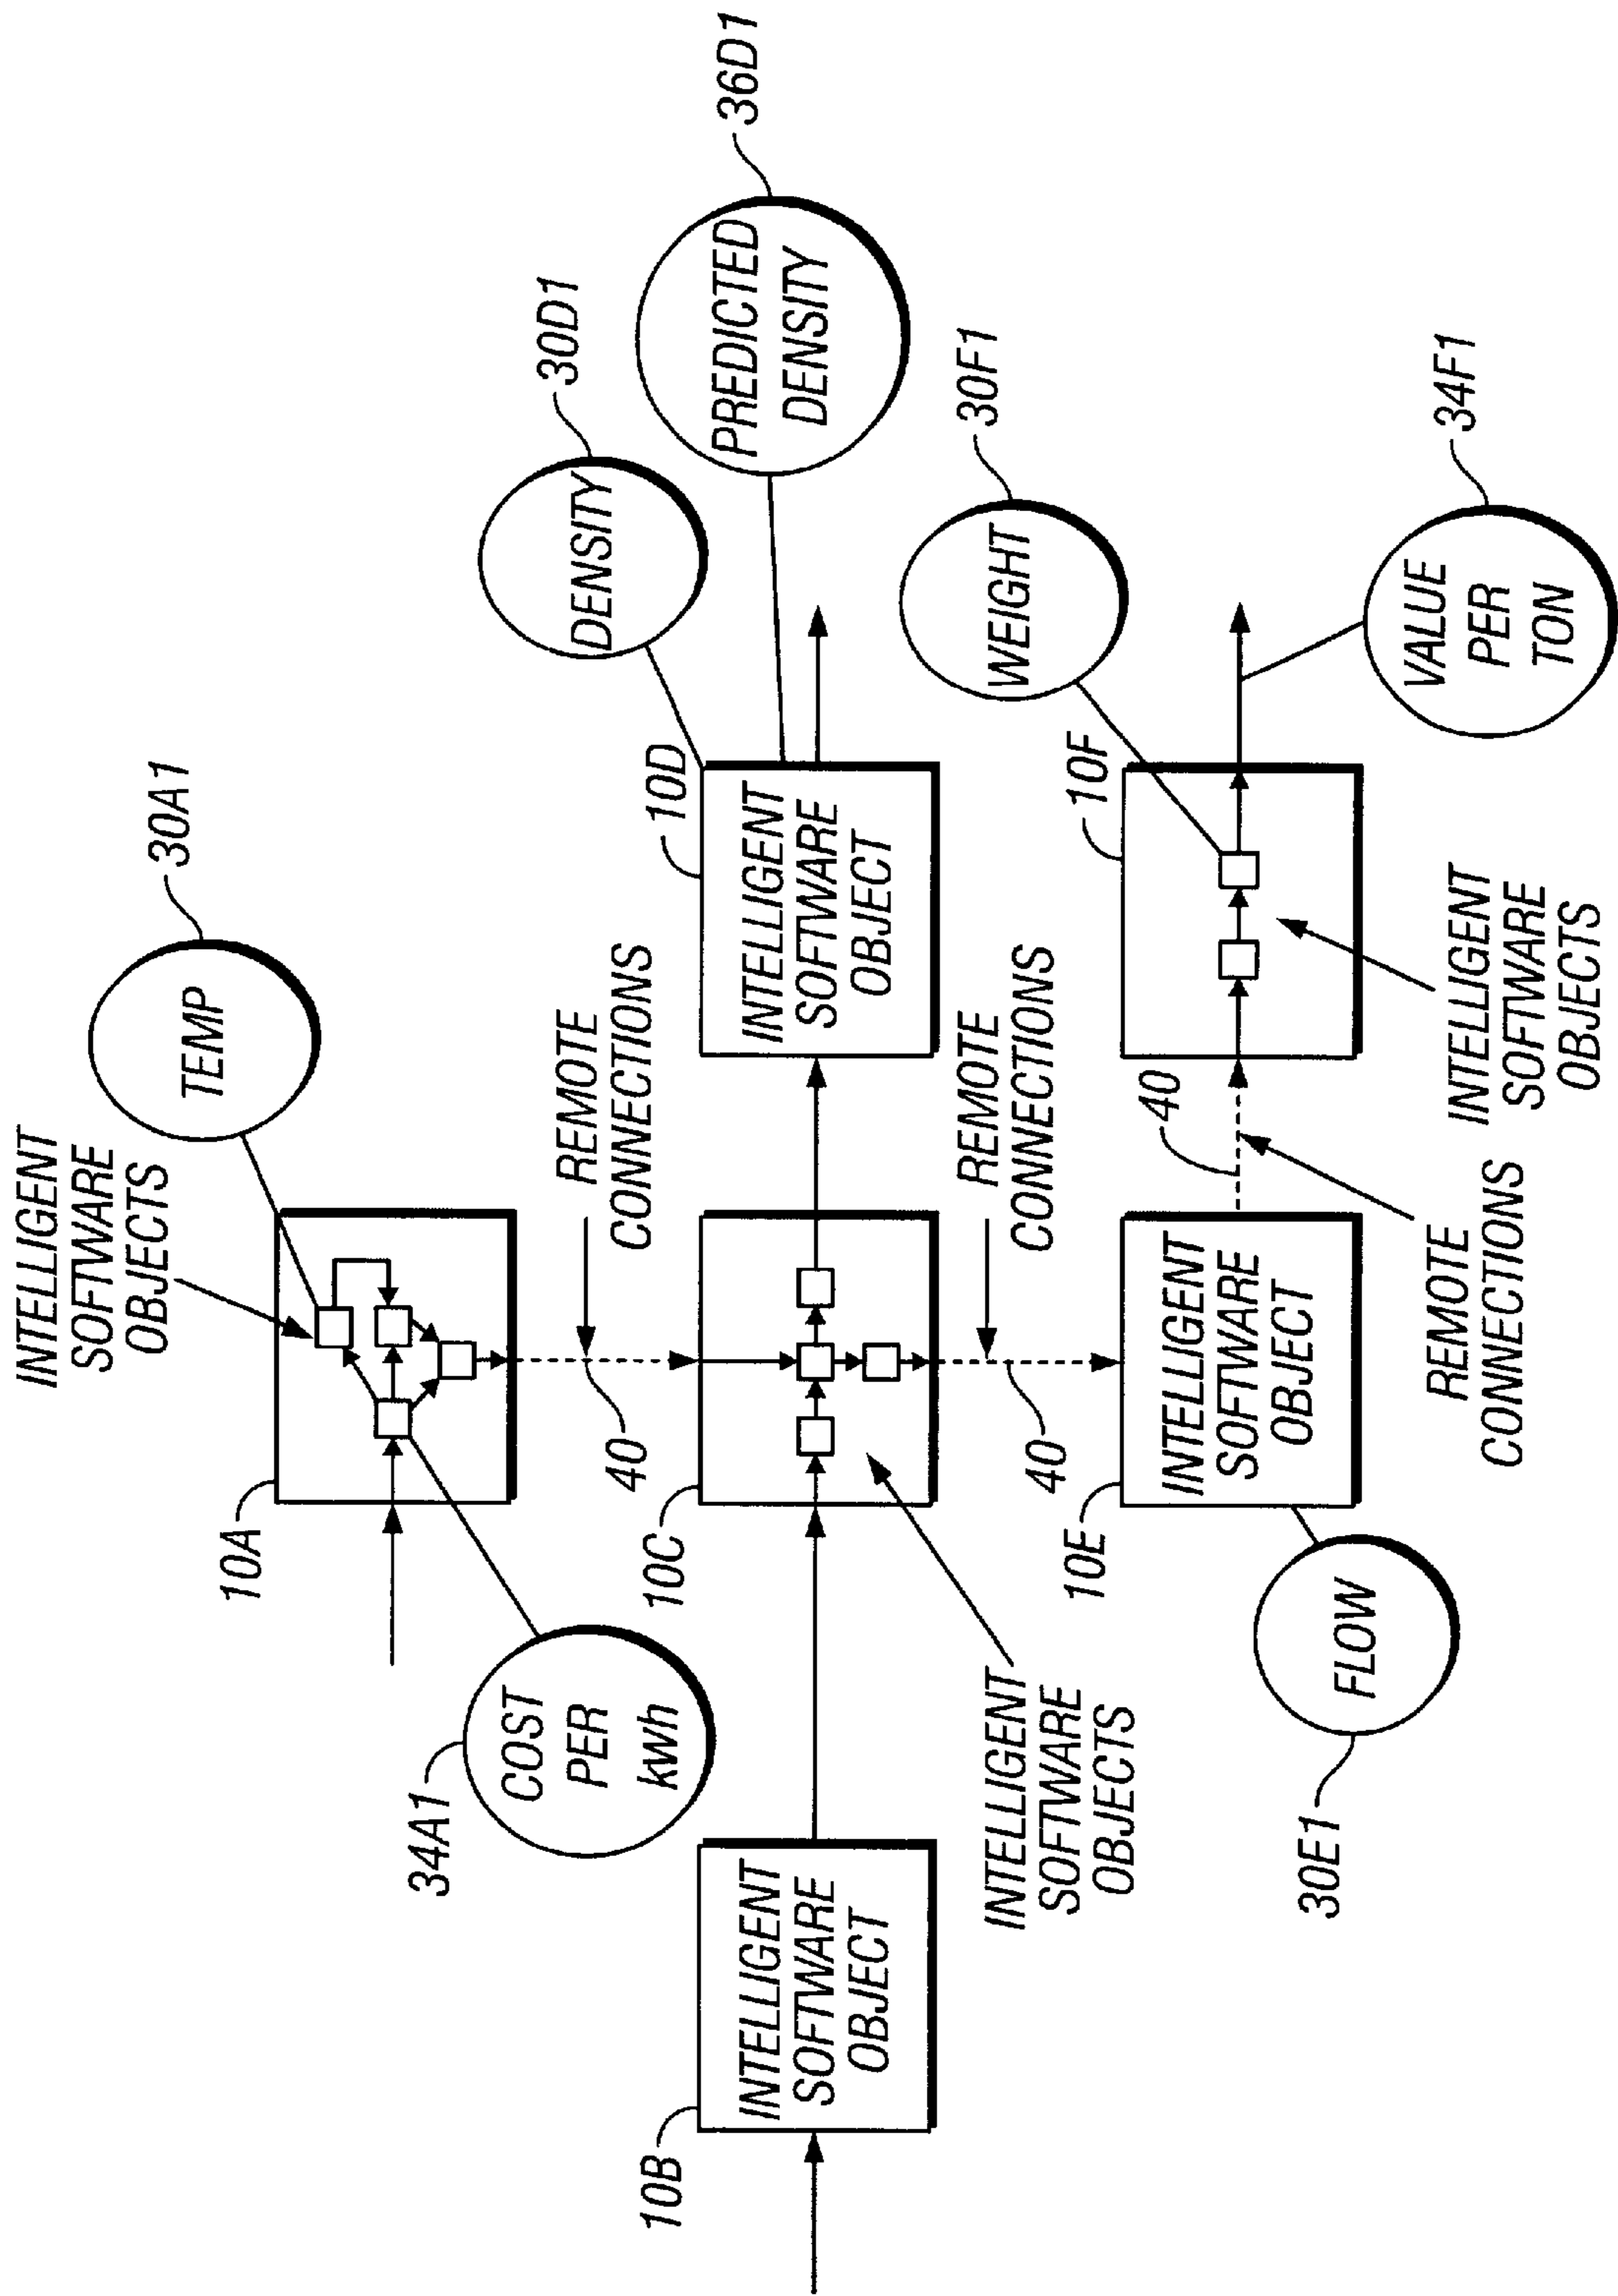 INTELLIGENT
SOFTWARE
OBJECTS
TEMP
30A1
10A
34A1
COST
PER
kwh
REMOTE
CONNECTIONS
40
DENSITY
30D1
PREDICTED
DENSITY
36D1
10B
INTELLIGENT
SOFTWARE
OBJECT
10C
INTELLIGENT
SOFTWARE
OBJECTS
10D
INTELLIGENT
SOFTWARE
OBJECT
REMOTE
CONNECTIONS
40
WEIGHT
30F1
10E
INTELLIGENT
SOFTWARE
OBJECT
FLOW
30E1
40
REMOTE
CONNECTIONS
10F
INTELLIGENT
SOFTWARE
OBJECTS
VALUE
PER
TON
34F1